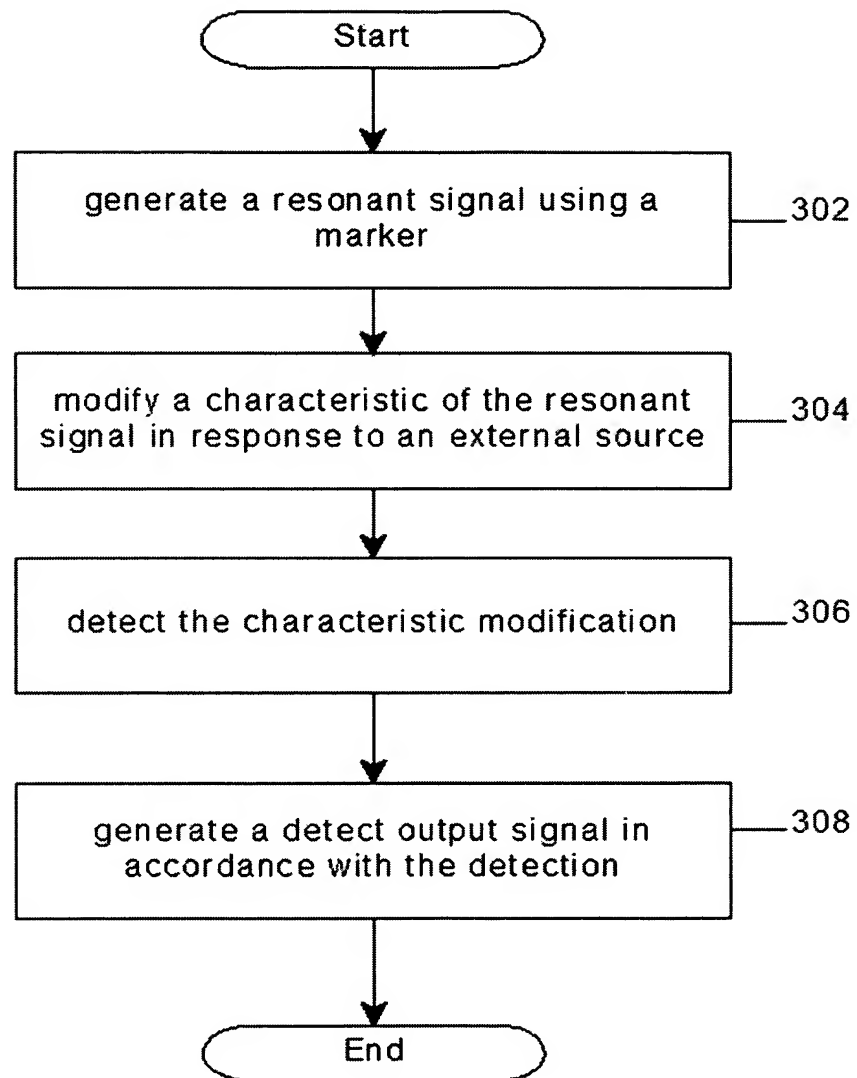 Start
generate a resonant signal using a
marker
302
modify a characteristic of the resonant
signal in response to an external source
304
detect the characteristic modification
306
generate a detect output signal in
accordance with the detection
308
End